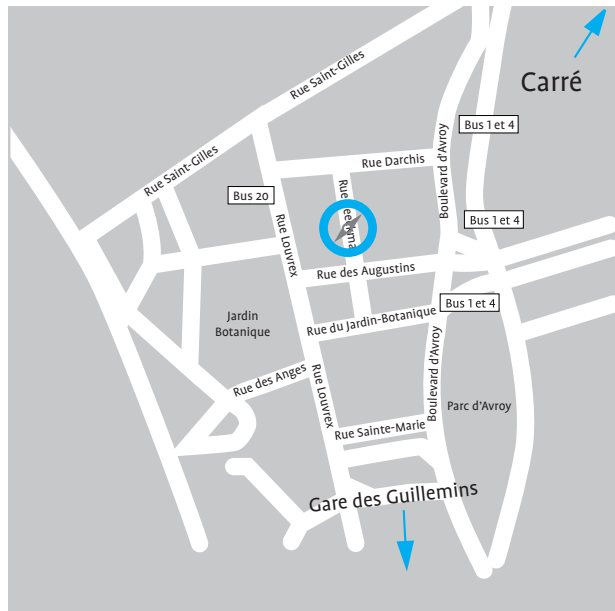 Carré
Rue Saint-Gilles
Bus 1 et 4
Rue Saint-Gilles
Rue Darchis
Boulevard d'Avroy
Bus 20
Rue
Bus 1 et 4
Rue Louvrex
Rue des Augustins
Bus 1 et 4
Jardin
Botanique
Rue du Jardin-Botanique
Rue des Anges
Rue Louvrex
Boulevard d'Avroy
Parc d'Avroy
Rue Sainte-Marie
Gare des Guillemins